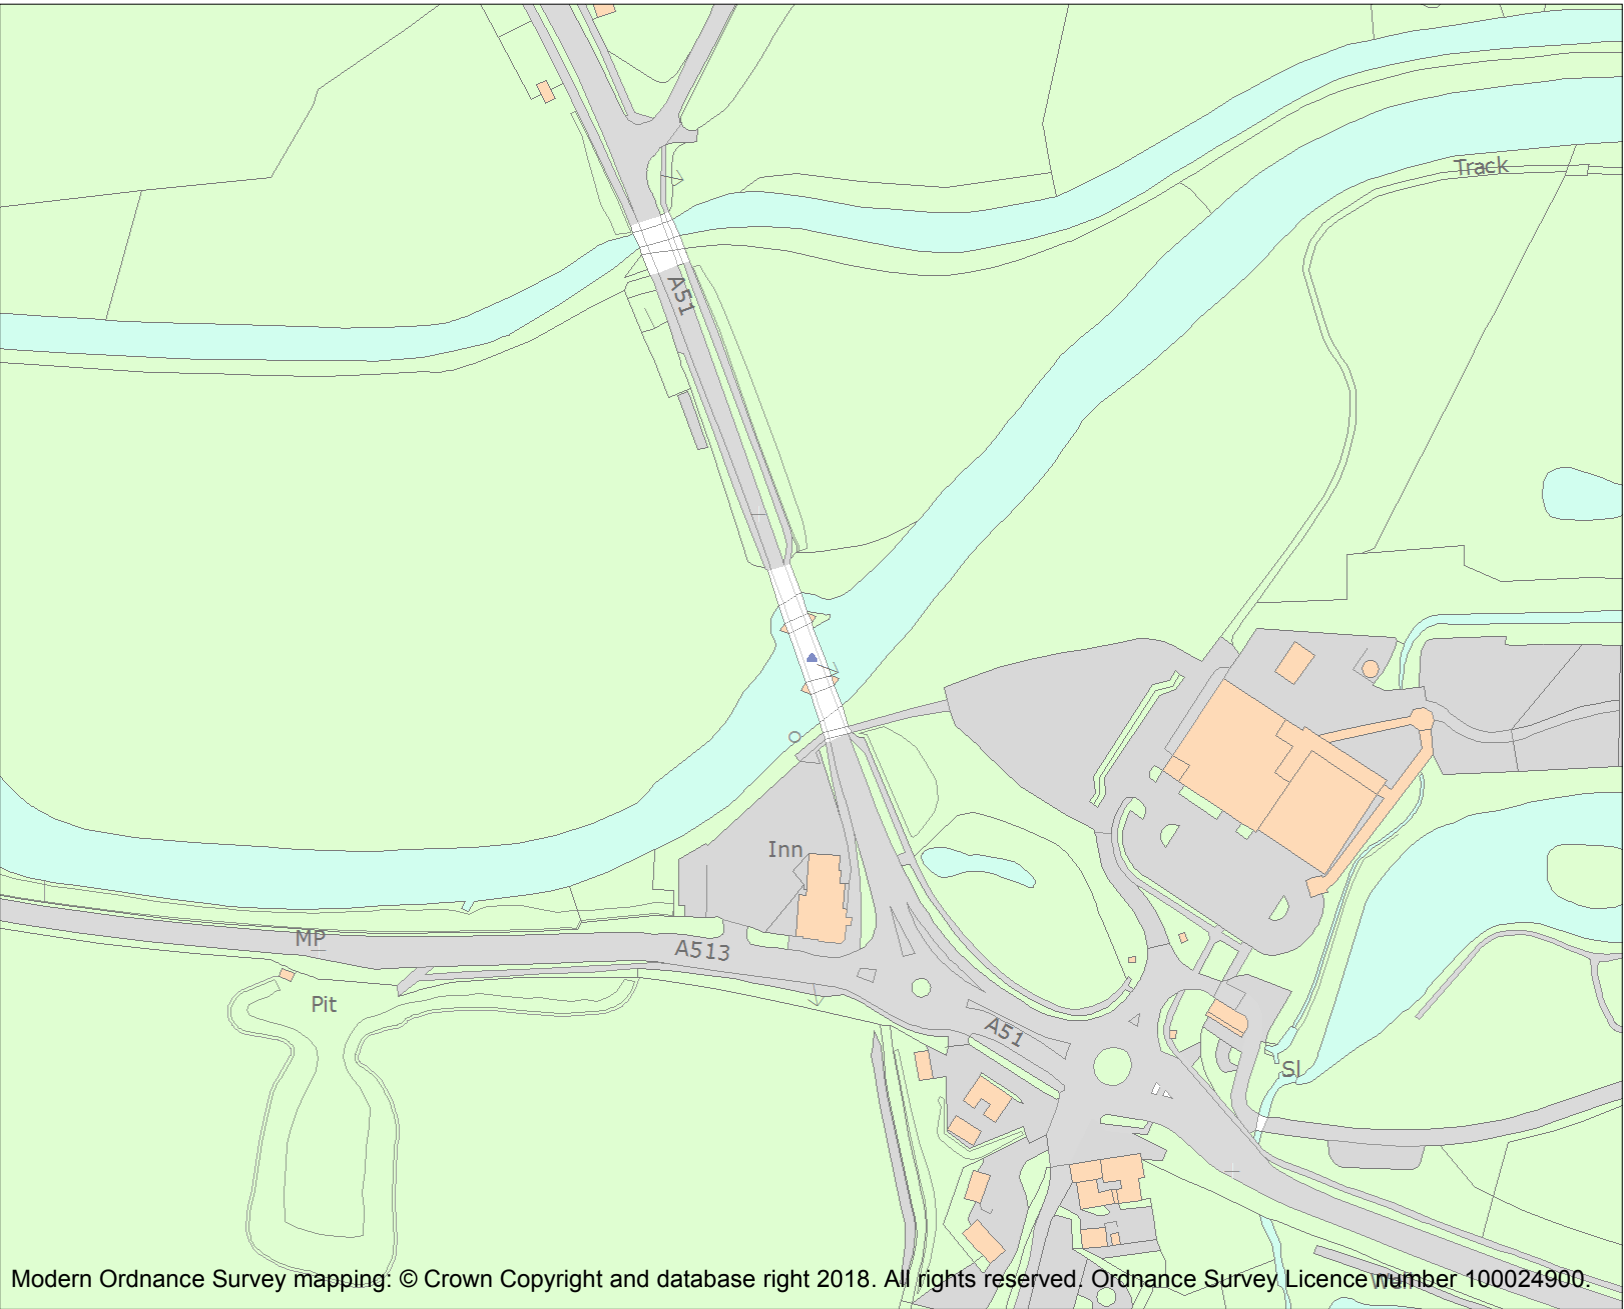 Track
A51
Inn
MP
A513
Pit
A51
Sl
Modern Ordnance Survey mapping: © Crown Copyright and database right 2018. All rights reserved. Ordnance Survey Licence number 100024900.